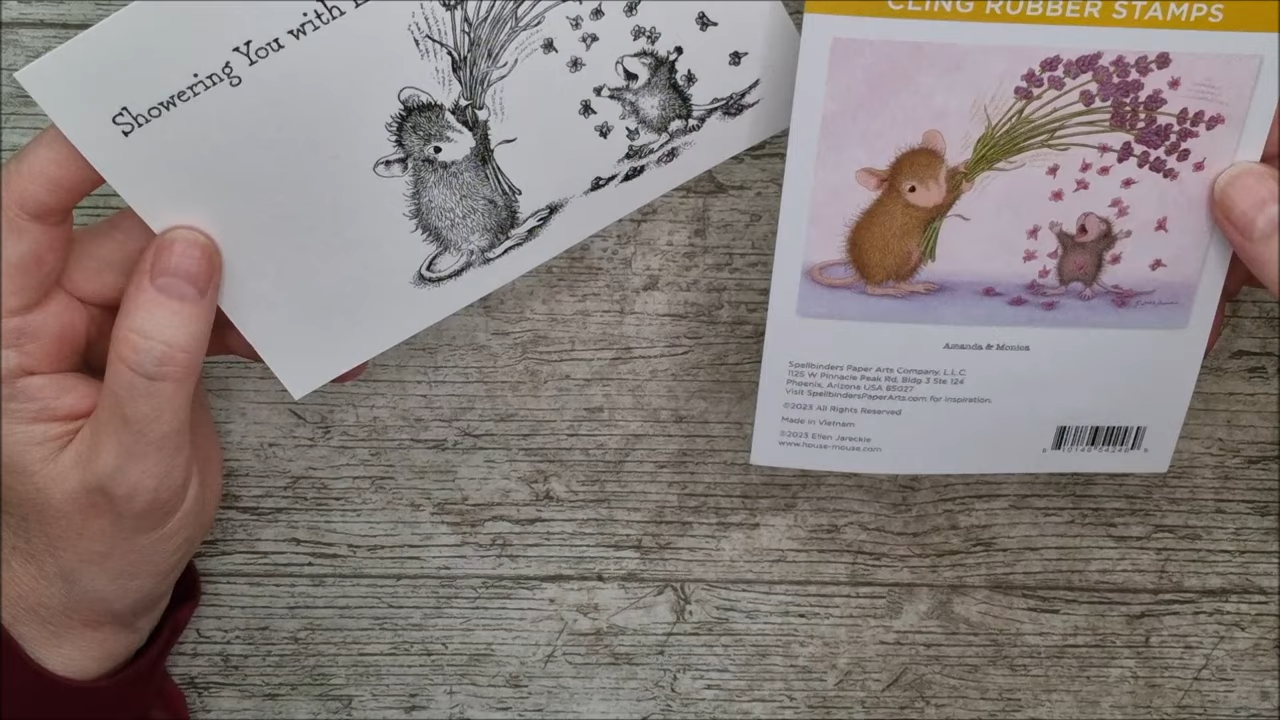 Showering You with
CLING RUBBER STAMPS
Amanda & Monica
Spellbinders Paper Arts Company, L.L.C.
1125 W Pinnacle Peak Rd, Bldg 3 Ste 124
Phoenix, Arizona USA 85027
Visit SpellbindersPaperArts.com for inspiration.
©2023 All Rights Reserved
Made in Vietnam
©2023 Ellen Jareckie
www.house-mouse.com